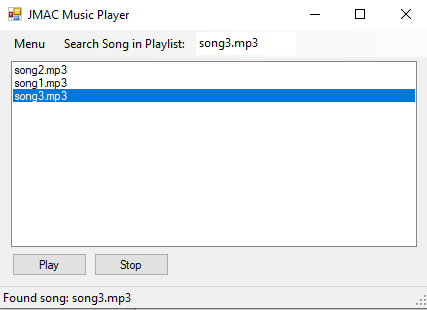 JMAC Music Player
Menu Search Song in Playlist: song3.mp3
song2.mp3
song1.mp3
song3.mp3
Play Stop
Found song: song3.mp3